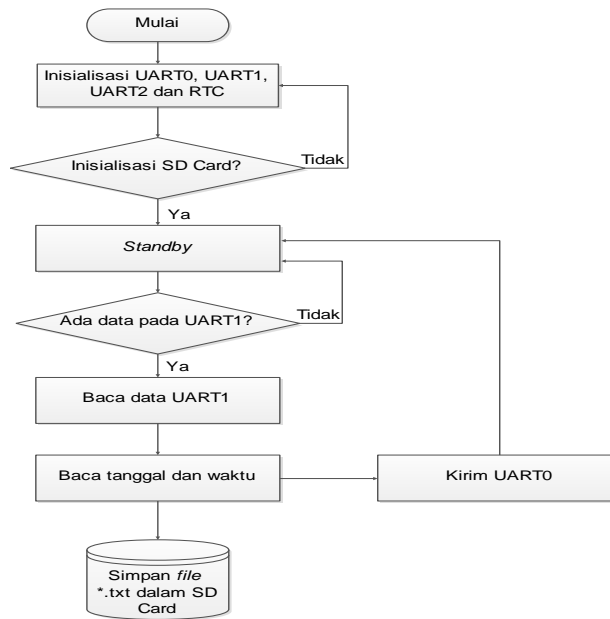 Mulai
Inisialisasi UART0, UART1,
UART2 dan RTC
Inisialisasi SD Card?
Tidak
Ya
Standby
Ada data pada UART1?
Tidak
Ya
Baca data UART1
Baca tanggal dan waktu
Kirim UART0
Simpan file
*.txt dalam SD
Card